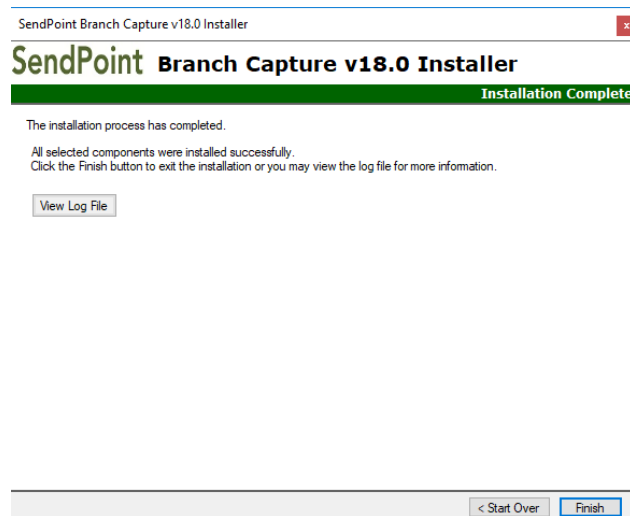 SendPoint Branch Capture v18.0 Installer
x
SendPoint Branch Capture v18.0 Installer
Installation Complete
The installation process has completed.
All selected components were installed successfully.
Click the Finish button to exit the installation or you may view the log file for more information.
View Log File
< Start Over Finish